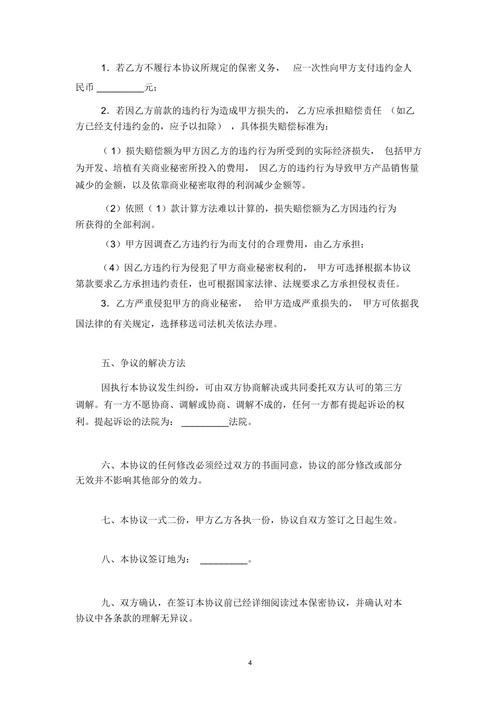 1．若乙方不履行本协议所规定的保密义务， 应一次性向甲方支付违约金人
民币 _________元；
2．若因乙方前款的违约行为造成甲方损失的，乙方应承担赔偿责任 （如乙
方已经支付违约金的，应予以扣除） ，具体损失赔偿标准为：
（1）损失赔偿额为甲方因乙方的违约行为所受到的实际经济损失， 包括甲方
为开发、培植有关商业秘密所投入的费用， 因乙方的违约行为导致甲方产品销售量
减少的金额，以及依靠商业秘密取得的利润减少金额等。
（2）依照（1）款计算方法难以计算的，损失赔偿额为乙方因违约行为
所获得的全部利润。
（3）甲方因调查乙方违约行为而支付的合理费用，由乙方承担；
（4）因乙方违约行为侵犯了甲方商业秘密权利的， 甲方可选择根据本协议
第款要求乙方承担违约责任，也可根据国家法律、法规要求乙方承担侵权责任。
3．乙方严重侵犯甲方的商业秘密， 给甲方造成严重损失的， 甲方可依据我
国法律的有关规定，选择移送司法机关依法办理。
五、争议的解决方法
因执行本协议发生纠纷，可由双方协商解决或共同委托双方认可的第三方
调解。有一方不愿协商、调解或协商、调解不成的，任何一方都有提起诉讼的权
利。提起诉讼的法院为： _________法院。
六、本协议的任何修改必须经过双方的书面同意，协议的部分修改或部分
无效并不影响其他部分的效力。
七、本协议一式二份，甲方乙方各执一份，协议自双方签订之日起生效。
八、本协议签订地为： _________。
九、双方确认，在签订本协议前已经详细阅读过本保密协议，并确认对本
协议中各条款的理解无异议。
4